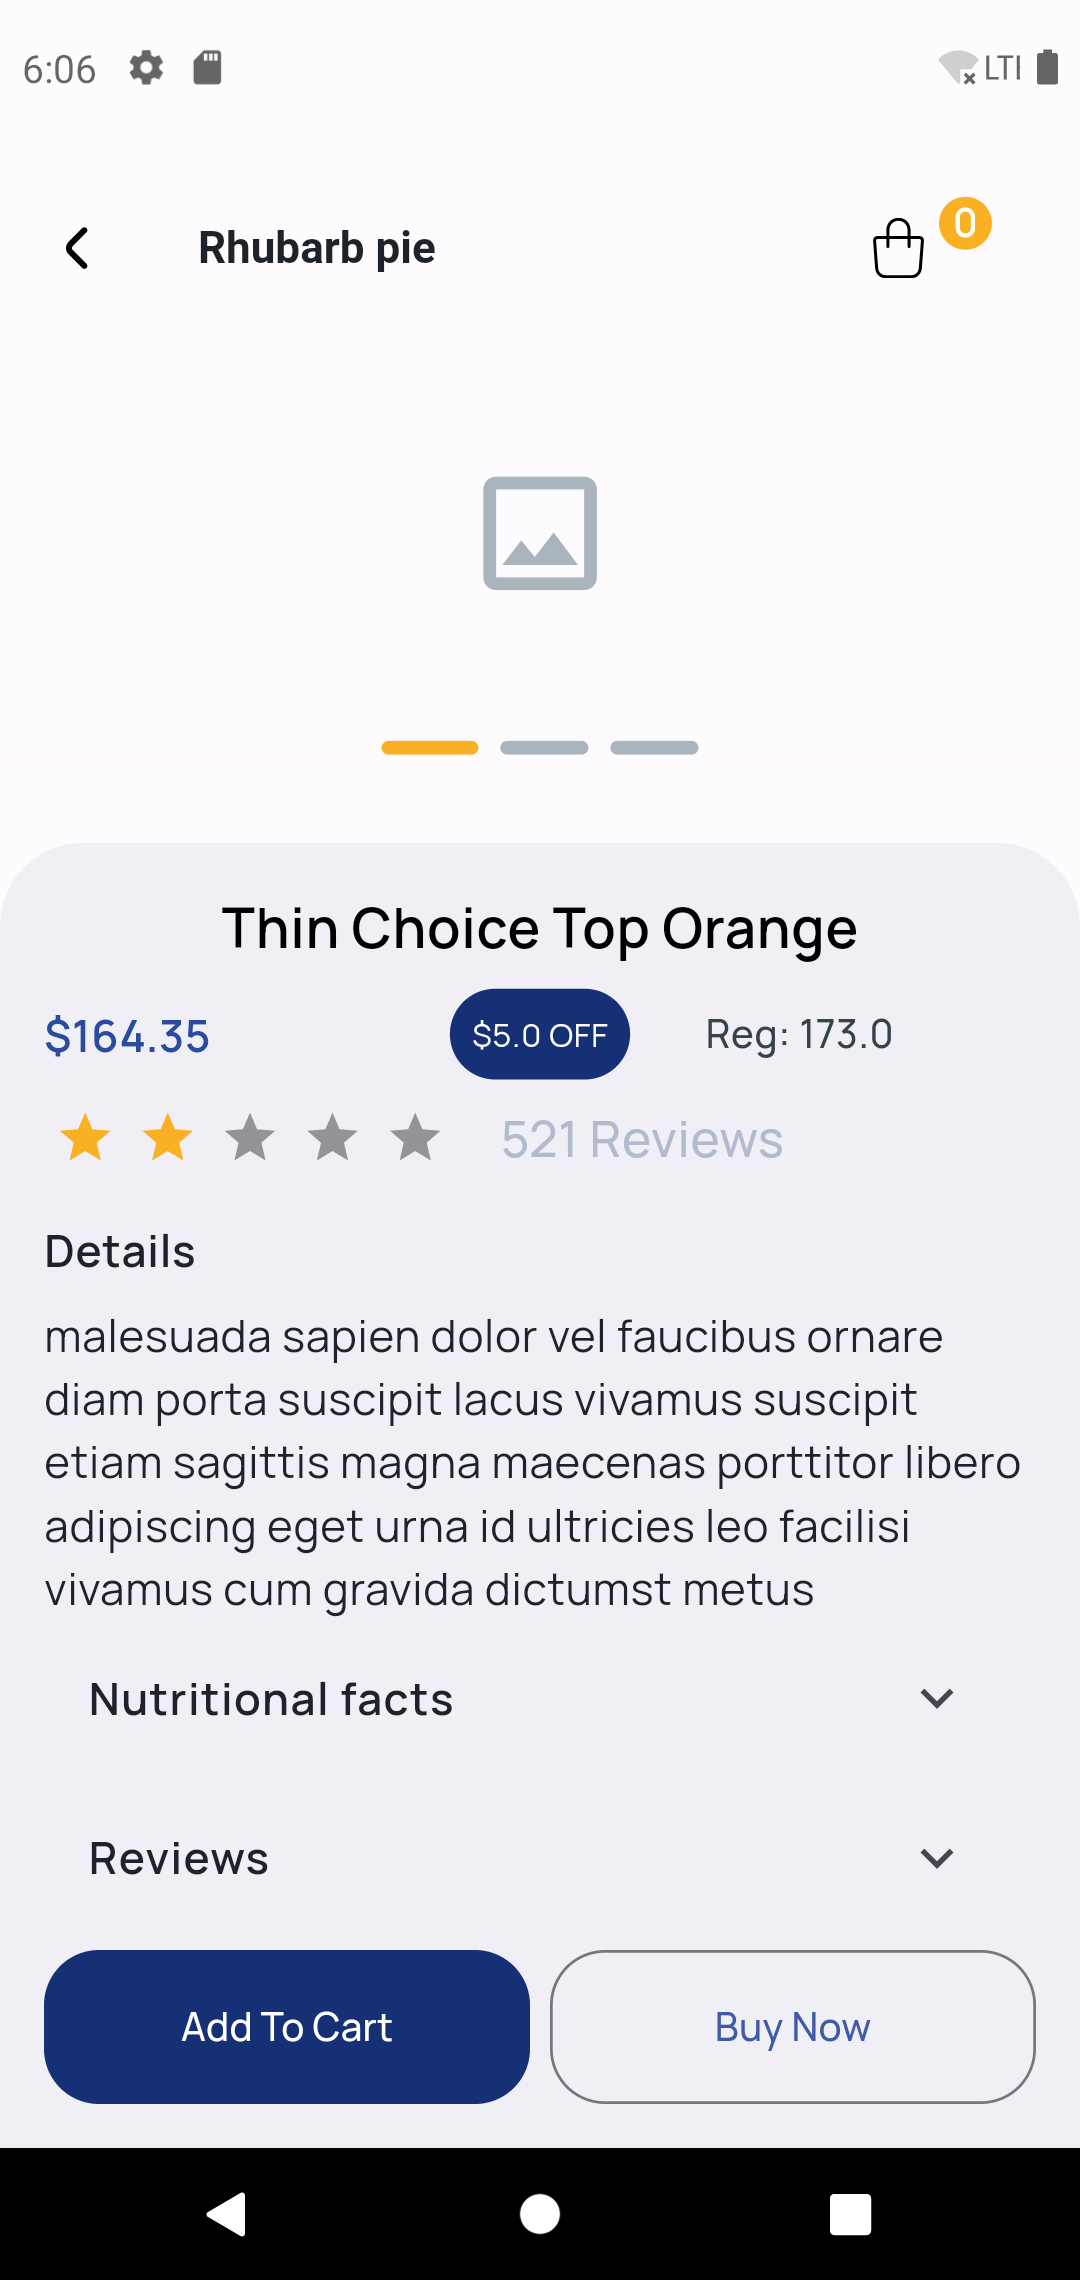 6:06
LTE
Rhubarb pie
0
Thin Choice Top Orange
$164.35
$5.0 OFF
Reg: 173.0
521 Reviews
Details
malesuada sapien dolor vel faucibus ornare
diam porta suscipit lacus vivamus suscipit
etiam sagittis magna maecenas porttitor libero
adipiscing eget urna id ultricies leo facilisi
vivamus cum gravida dictumst metus
Nutritional facts
Reviews
Add To Cart
Buy Now